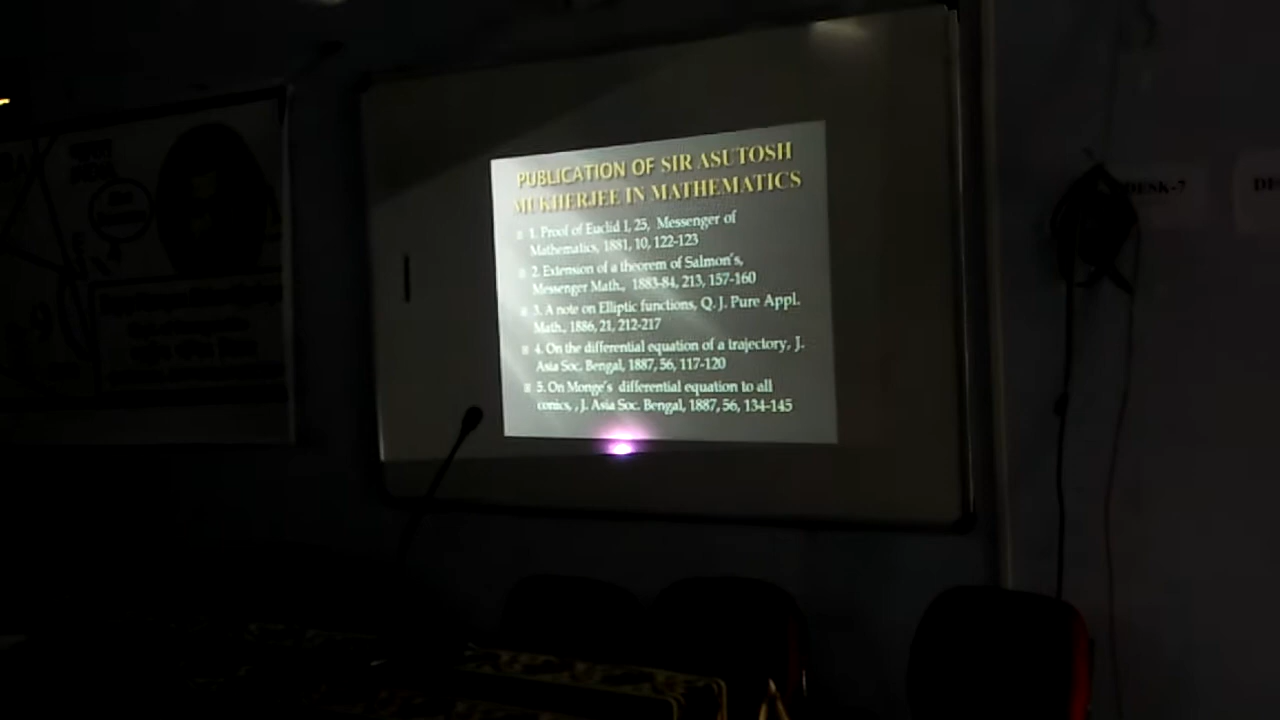 PUBLICATION OF SIR ASUTOSH
MUKHERJEE IN MATHEMATICS
1. Proof of Euclid I, 25, Messenger of
Mathematics, 1881, 10, 122-123
2. Extension of a theorem of Salmon's,
Messenger Math., 1883-84, 213, 157-160
3. A note on Elliptic functions, Q. J. Pure Appl.
Math., 1886, 21, 212-217
4. On the differential equation of a trajectory, J.
Asia Soc. Bengal, 1887, 56, 117-120
5. On Monge's differential equation to all
conics, , J. Asia Soc. Bengal, 1887, 56, 134-145
DESK-7